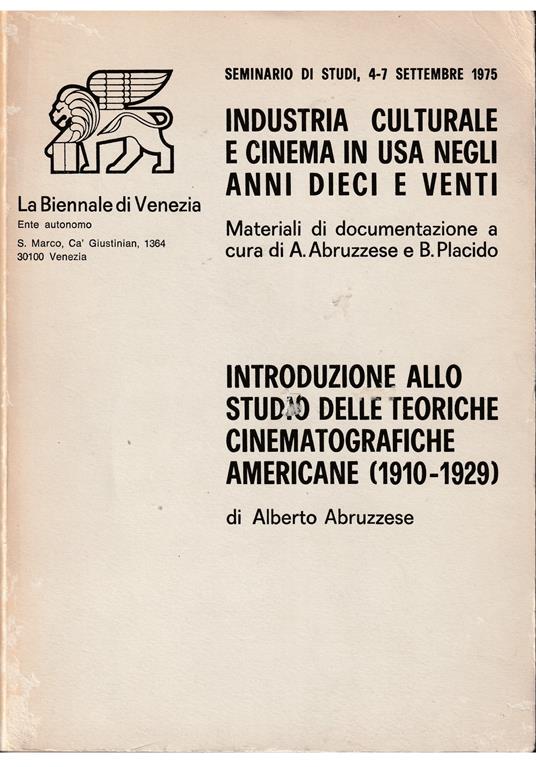 SEMINARIO DI STUDI, 4-7 SETTEMBRE 1975
INDUSTRIA CULTURALE
E CINEMA IN USA NEGLI
ANNI DIECI E VENTI
Materiali di documentazione a
cura di A. Abruzzese e B. Placido
La Biennale di Venezia
Ente autonomo
S. Marco, Ca' Giustinian, 1364
30100 Venezia
INTRODUZIONE ALLO
STUDIO DELLE TEORICHE
CINEMATOGRAFICHE
AMERICANE (1910-1929)
di Alberto Abruzzese